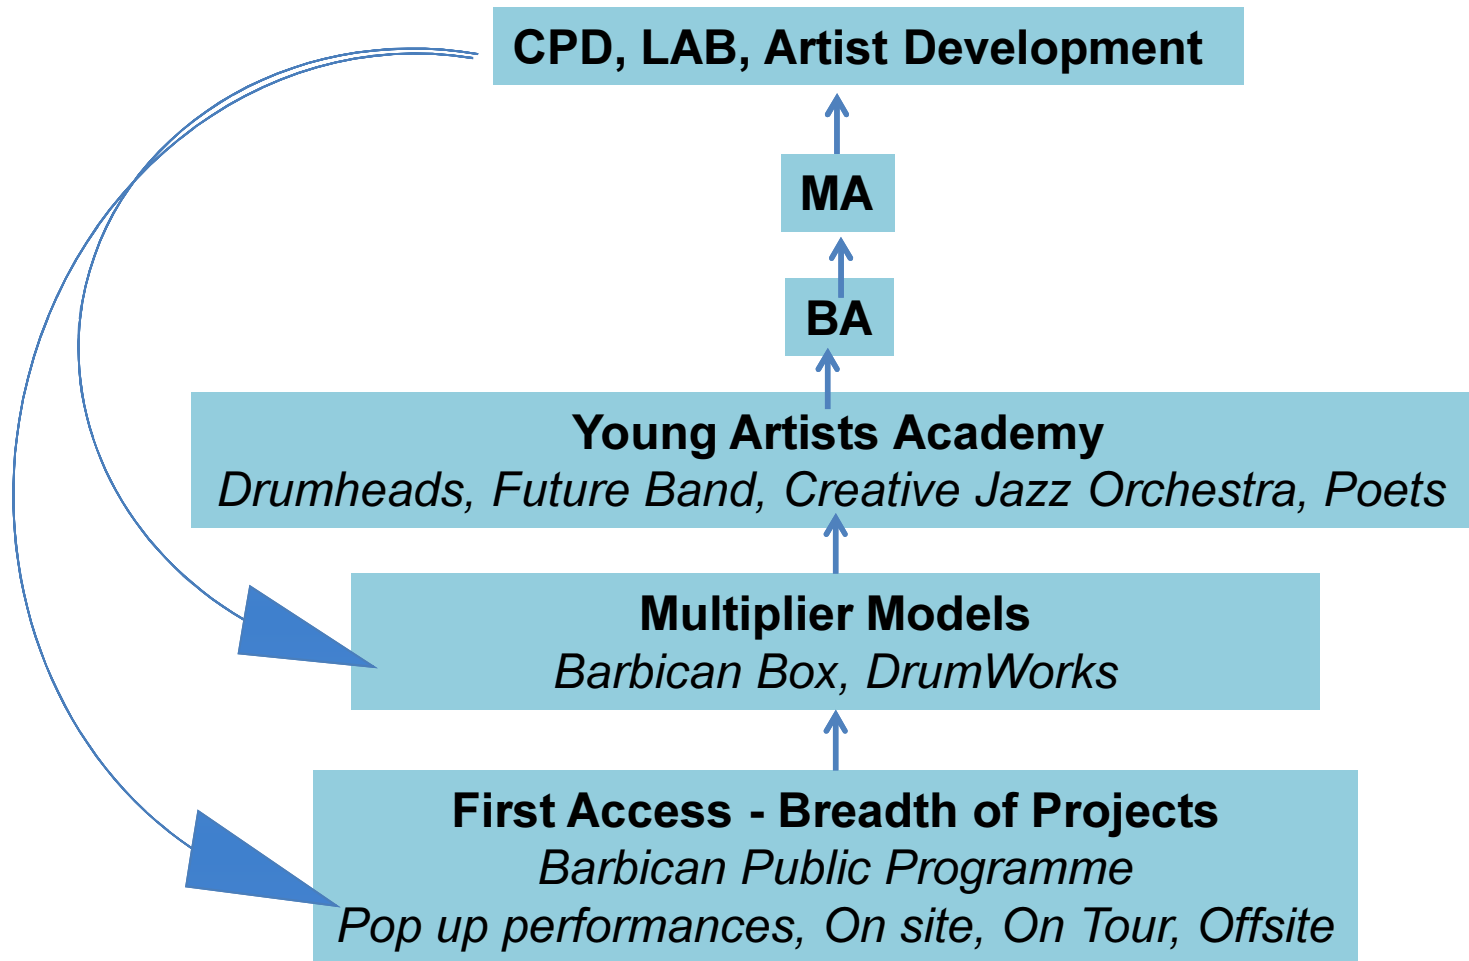 CPD, LAB, Artist Development
MA
BA
Young Artists Academy
Drumheads, Future Band, Creative Jazz Orchestra, Poets
Multiplier Models
Barbican Box, DrumWorks
First Access - Breadth of Projects
Barbican Public Programme
Pop up performances, On site, On Tour, Offsite